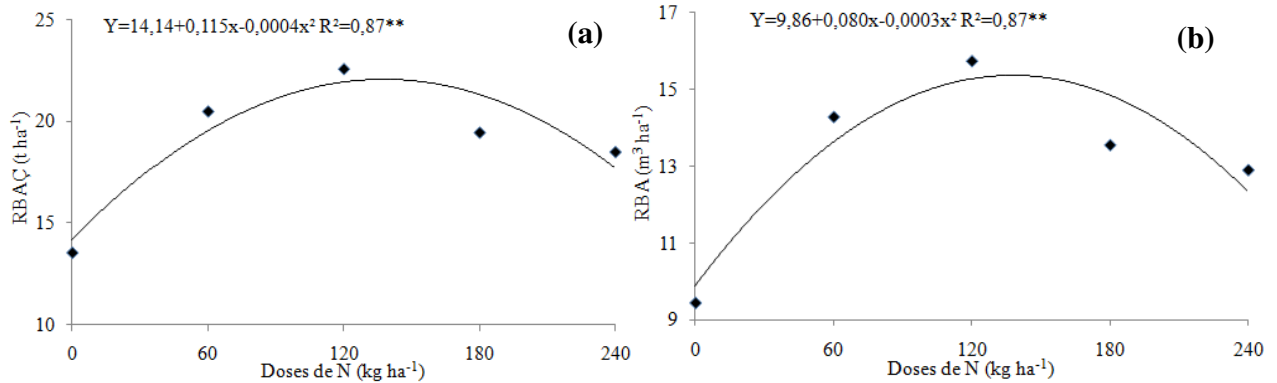 Y=14,14+0,115x-0,0004x² R²=0,87**
(a)
25
20
15
10
RBAÇ (t ha⁻¹)
0 60 120 180 240
Doses de N (kg ha⁻¹)
Y=9,86+0,080x-0,0003x² R²=0,87**
(b)
17
15
13
11
9
RBA (m³ ha⁻¹)
0 60 120 180 240
Doses de N (kg ha⁻¹)